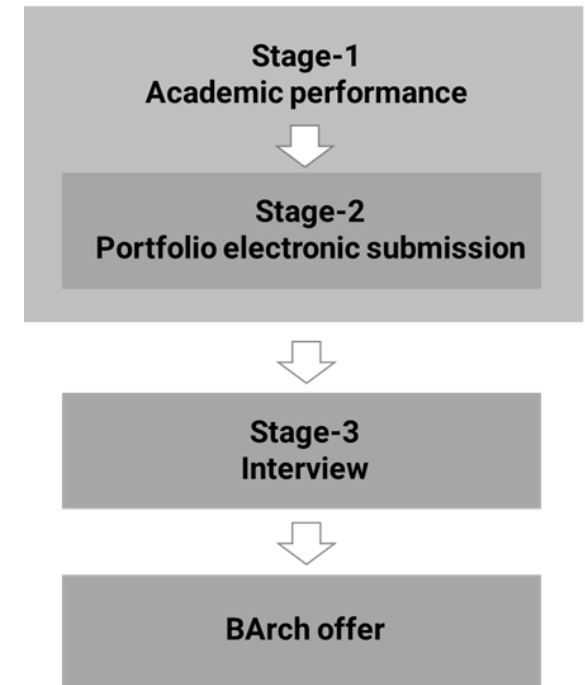 Stage-1
Academic performance
Stage-2
Portfolio electronic submission
Stage-3
Interview
BArch offer